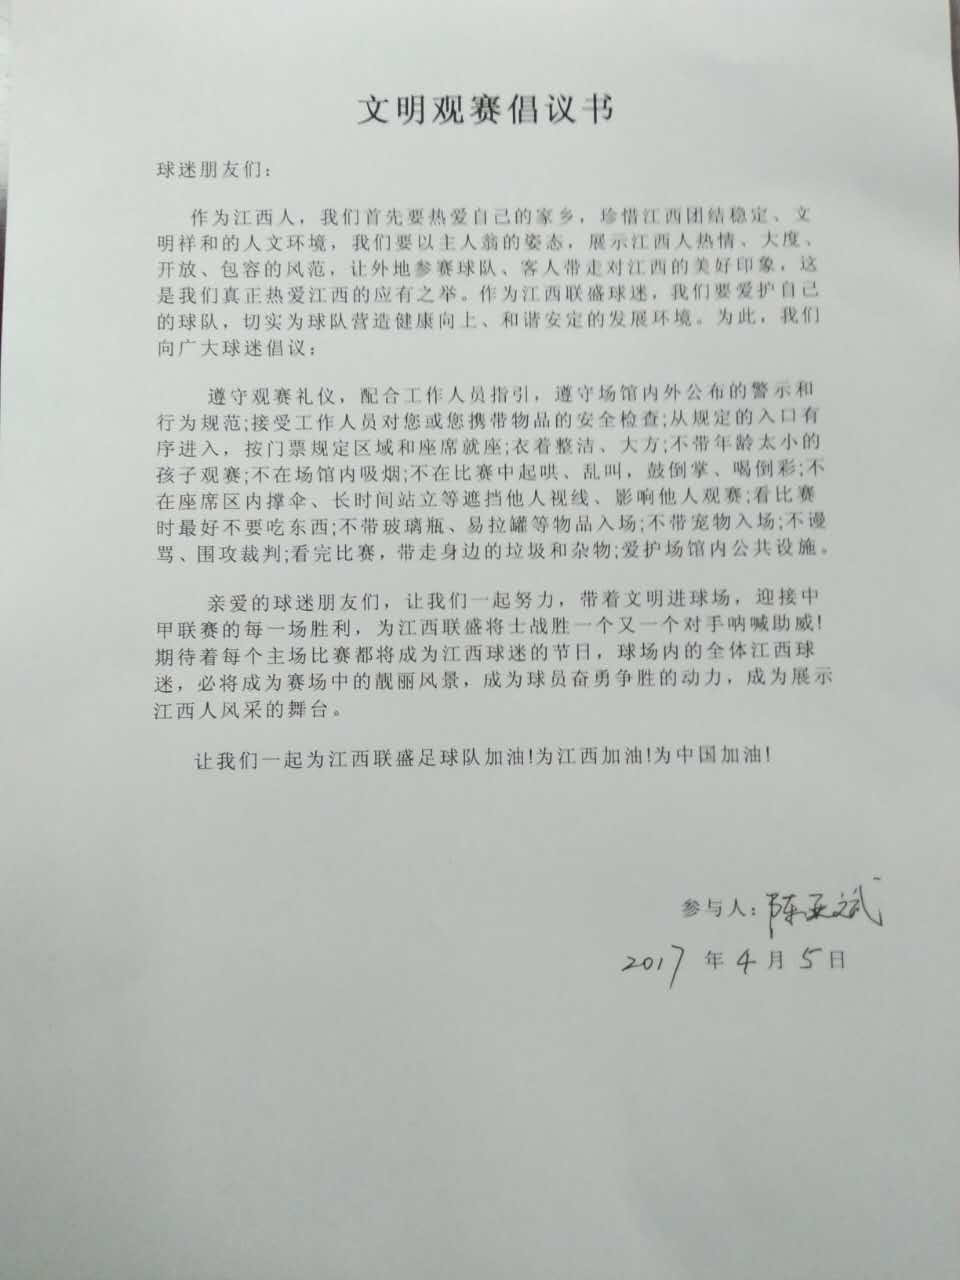 文明观赛倡议书
球迷朋友们：
作为江西人，我们首先要热爱自己的家乡，珍惜江西团结稳定、文
明祥和的人文环境，我们要以主人翁的姿态，展示江西人热情、大度、
开放、包容的风范，让外地参赛球队、客人带走对江西的美好印象，这
是我们真正热爱江西的应有之举。作为江西联盛球迷，我们要爱护自己
的球队，切实为球队营造健康向上、和谐安定的发展环境。为此，我们
向广大球迷倡议：
遵守观赛礼仪，配合工作人员指引，遵守场馆内外公布的警示和
行为规范;接受工作人员对您或您携带物品的安全检查;从规定的入口有
序进入，按门票规定区域和座席就座;衣着整洁、大方;不带年龄太小的
孩子观赛;不在场馆内吸烟;不在比赛中起哄、乱叫，鼓倒掌、喝倒彩;不
在座席区内撑伞、长时间站立等遮挡他人视线、影响他人观赛;看比赛
时最好不要吃东西;不带玻璃瓶、易拉罐等物品入场;不带宠物入场;不谩
骂、围攻裁判;看完比赛，带走身边的垃圾和杂物;爱护场馆内公共设施。
亲爱的球迷朋友们，让我们一起努力，带着文明进球场，迎接中
甲联赛的每一场胜利，为江西联盛将士战胜一个又一个对手呐喊助威!
期待着每个主场比赛都将成为江西球迷的节日，球场内的全体江西球
迷，必将成为赛场中的靓丽风景，成为球员奋勇争胜的动力，成为展示
江西人风采的舞台。
让我们一起为江西联盛足球队加油!为江西加油!为中国加油!
参与人：陈亚斌
2017 年 4 月 5 日